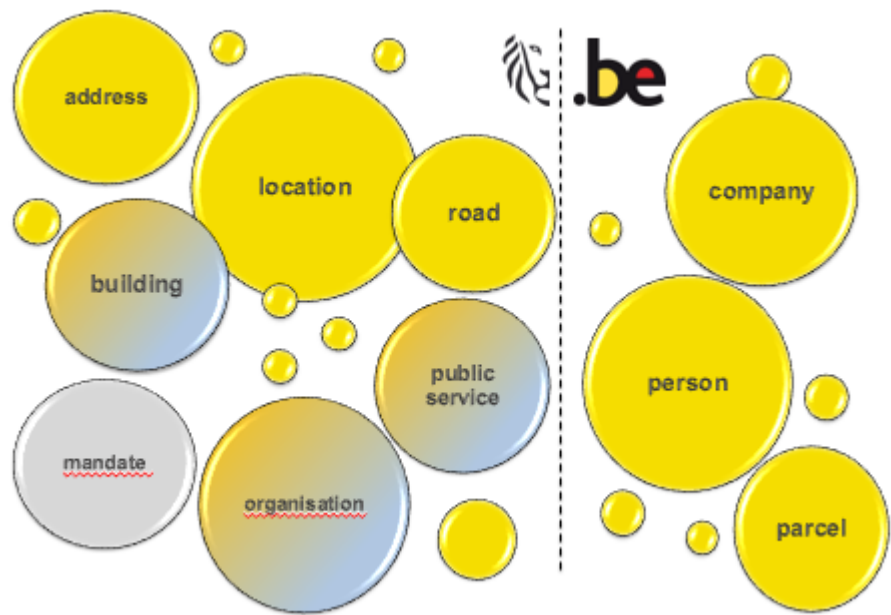 address
location
road
building
public
service
mandate
organisation
.be
company
person
parcel